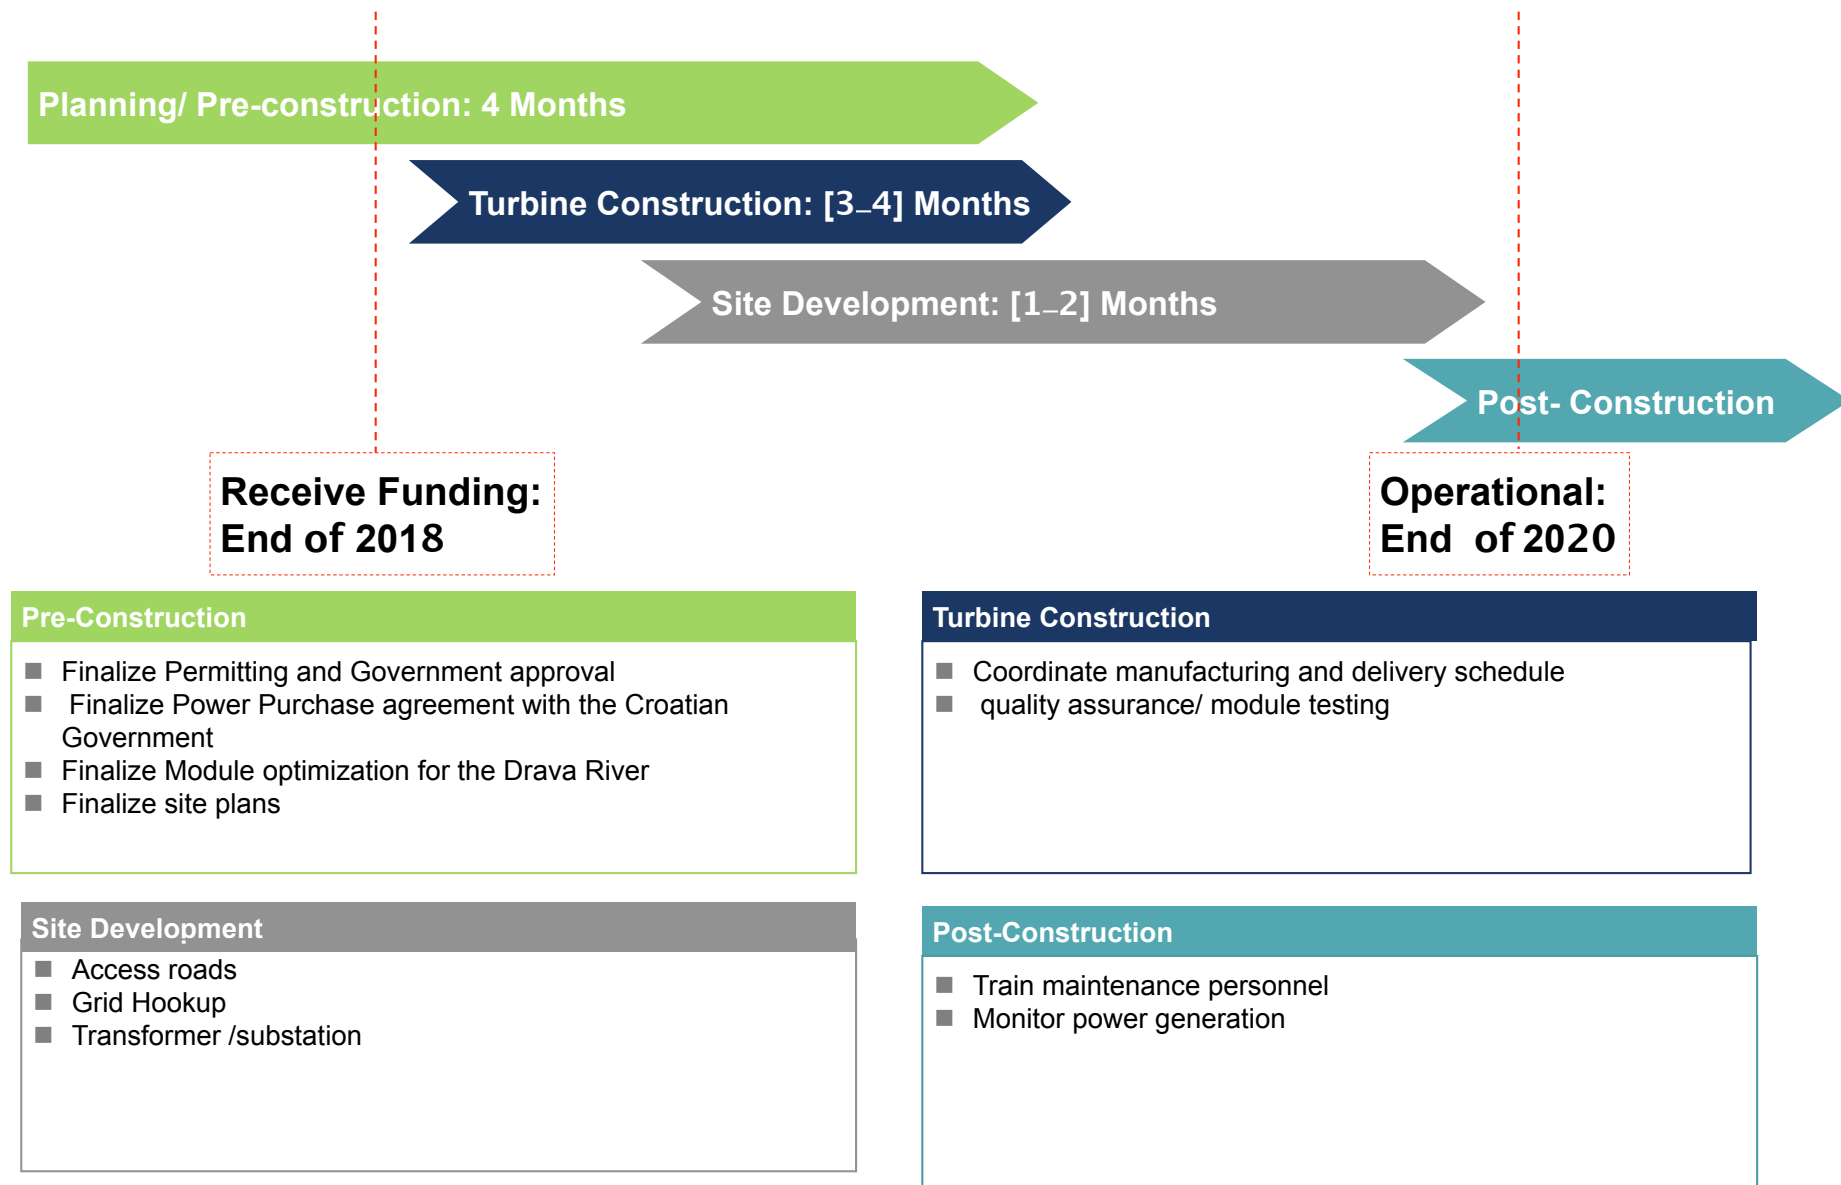 Planning/ Pre-construction: 4 Months
Turbine Construction: [3–4] Months
Site Development: [1–2] Months
Post- Construction
Receive Funding:
End of 2018
Operational:
End  of 2020
Pre-Construction
Finalize Permitting and Government approval
Finalize Power Purchase agreement with the Croatian
Government
Finalize Module optimization for the Drava River
Finalize site plans
Turbine Construction
Coordinate manufacturing and delivery schedule
quality assurance/ module testing
Site Development
Access roads
Grid Hookup
Transformer /substation
Post-Construction
Train maintenance personnel
Monitor power generation